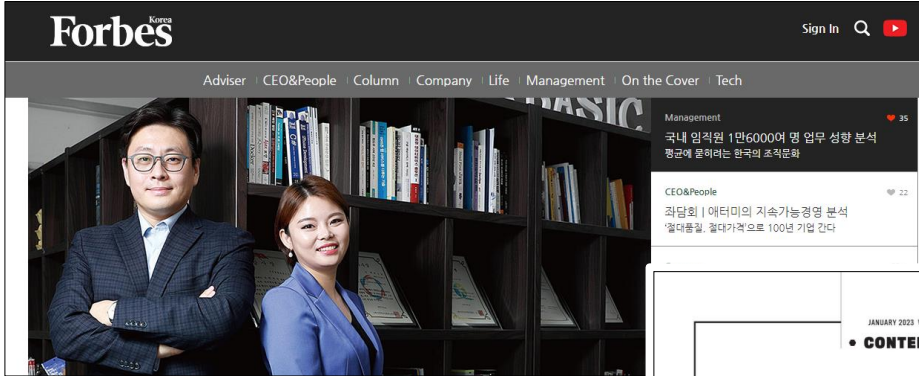 Forbes Korea
Sign In
Adviser CEO&People Column Company Life Management On the Cover Tech
BASIC
Management 35
국내 임직원 1만6000여 명 업무 성향 분석
평균에 묻히려는 한국의 조직문화
CEO&People 22
좌담회 | 애터미의 지속가능경영 분석
‘절대품질, 절대가격’으로 100년 기업 간다
JANUARY 2023
• CONTE